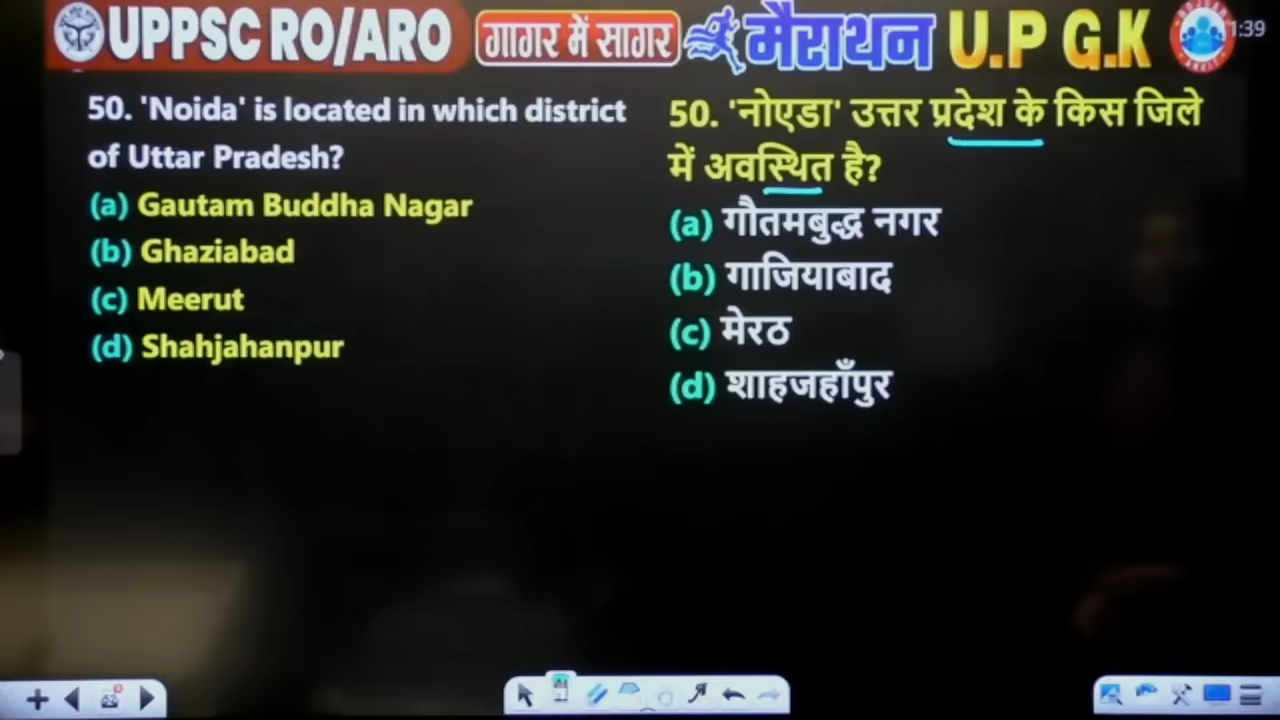 UPPSC RO/ARO गागर में सागर मैराथन U.P G.K 1:39
50. 'Noida' is located in which district
of Uttar Pradesh?
(a) Gautam Buddha Nagar
(b) Ghaziabad
(c) Meerut
(d) Shahjahanpur
50. 'नोएडा' उत्तर प्रदेश के किस जिले
में अवस्थित है?
(a) गौतमबुद्ध नगर
(b) गाजियाबाद
(c) मेरठ
(d) शाहजहाँपुर